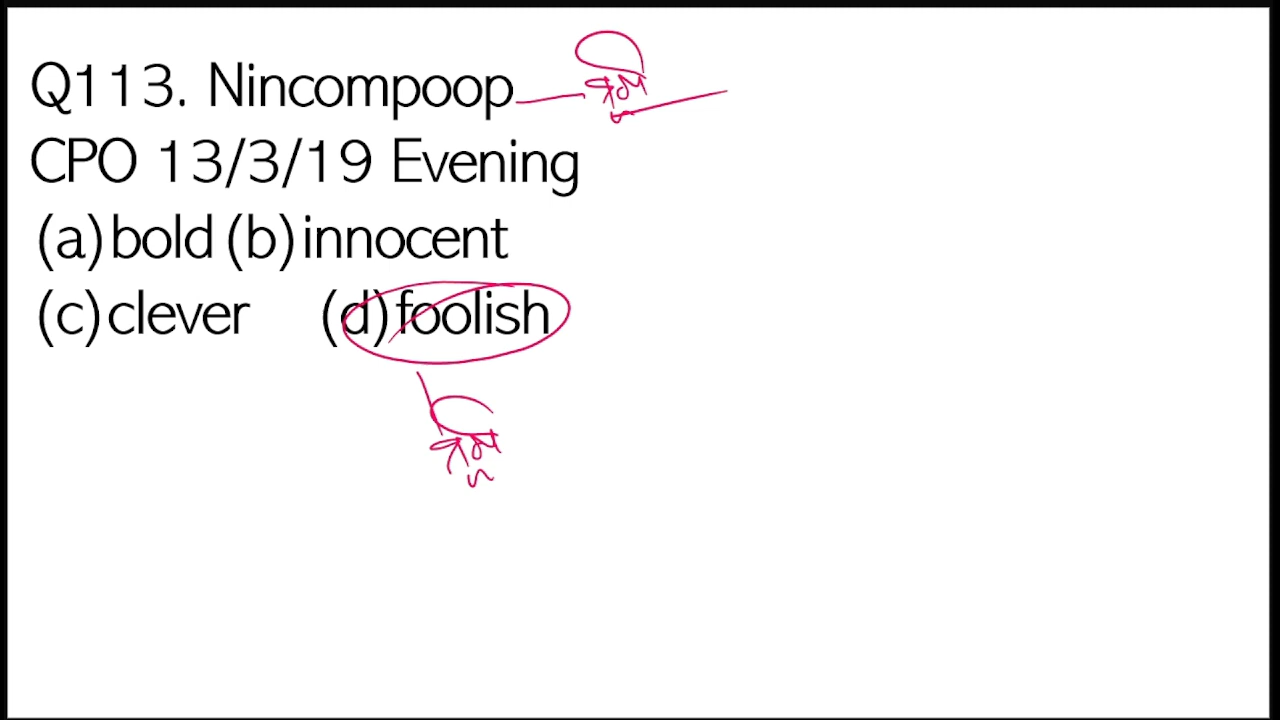 Q113. Nincompoop
CPO 13/3/19 Evening
(a) bold (b) innocent
(c) clever (d) foolish